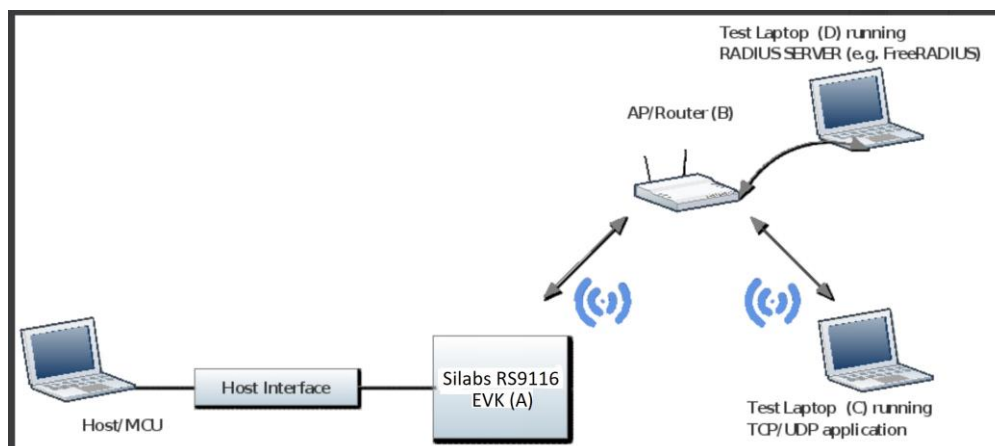 Test Laptop (D) running
RADIUS SERVER (e.g. FreeRADIUS)
AP/Router (B)
Host/MCU
Host Interface
Silabs RS9116
EVK (A)
Test Laptop (C) running
TCP/UDP application